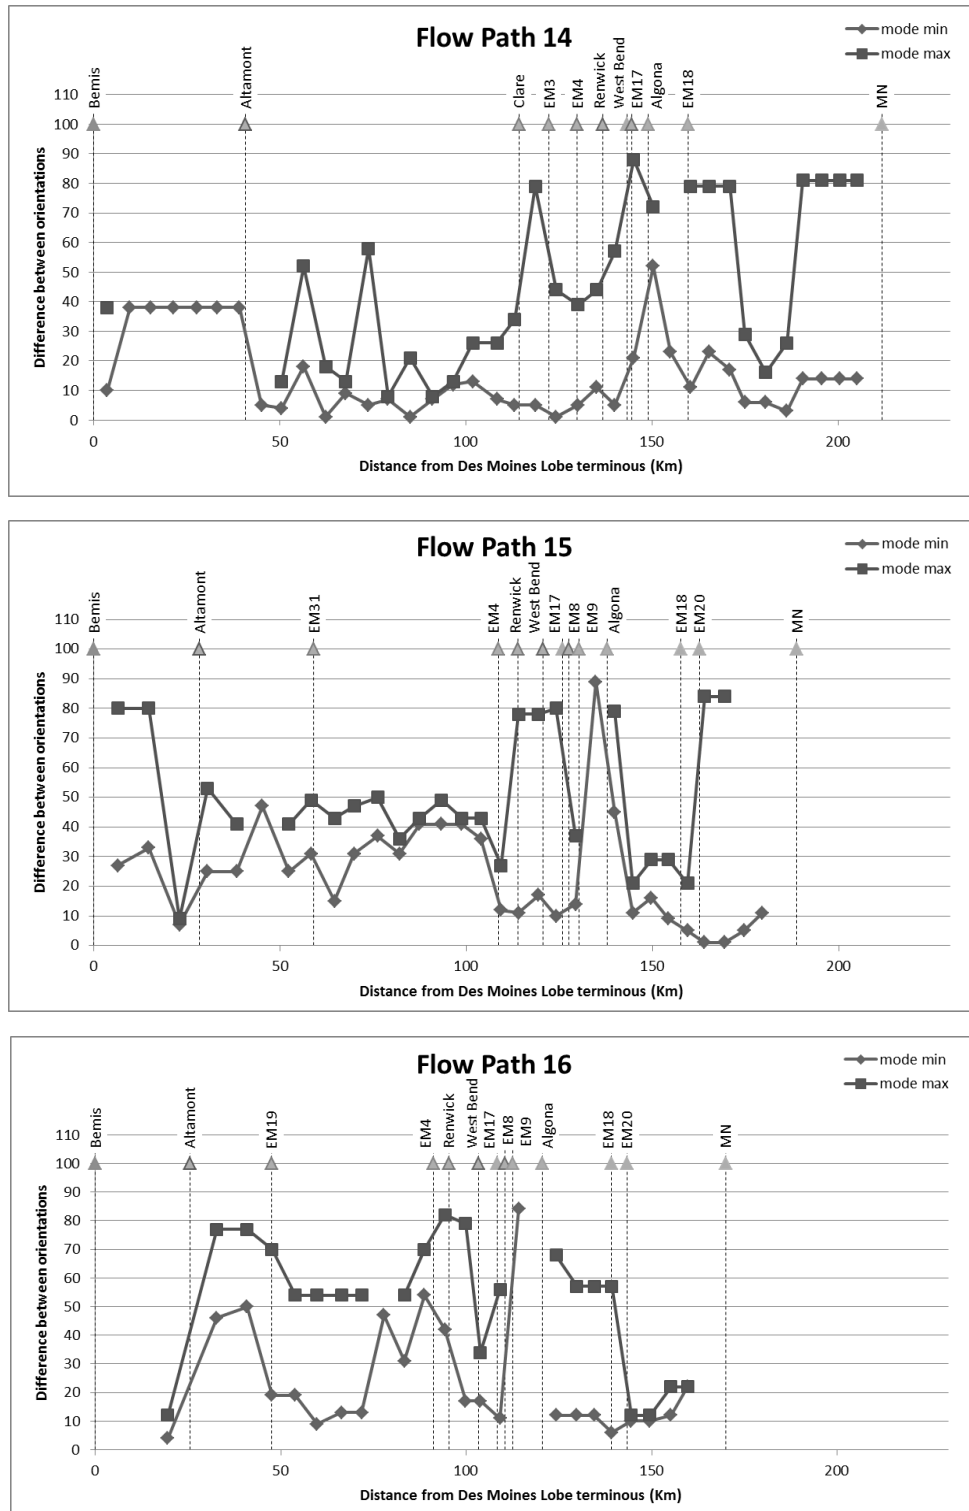 Flow Path 14
mode min
mode max
Bemis
Altamont
Clare
EM3
EM4
Renwick
West Bend
EM17
Algona
EM18
MN
Difference between orientations
110
100
90
80
70
60
50
40
30
20
10
0
0 50 100 150 200
Distance from Des Moines Lobe terminous (Km)
Flow Path 15
mode min
mode max
Bemis
Altamont
EM31
EM4
Renwick
West Bend
EM17
EM8
EM9
Algona
EM18
EM20
MN
Difference between orientations
110
100
90
80
70
60
50
40
30
20
10
0
0 50 100 150 200
Distance from Des Moines Lobe terminous (Km)
Flow Path 16
mode min
mode max
Bemis
Altamont
EM19
EM4
Renwick
West Bend
EM17
EM8
EM9
Algona
EM18
EM20
MN
Difference between orientations
110
100
90
80
70
60
50
40
30
20
10
0
0 50 100 150 200
Distance from Des Moines Lobe terminous (Km)